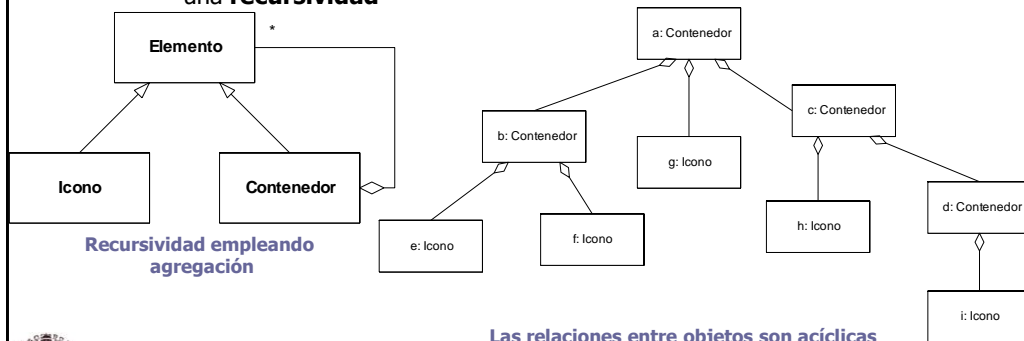 una recursividad
Elemento
*
Icono
Contenedor
Recursividad empleando
agregación
a: Contenedor
b: Contenedor
g: Icono
c: Contenedor
e: Icono
f: Icono
h: Icono
d: Contenedor
i: Icono
Las relaciones entre objetos son acíclicas